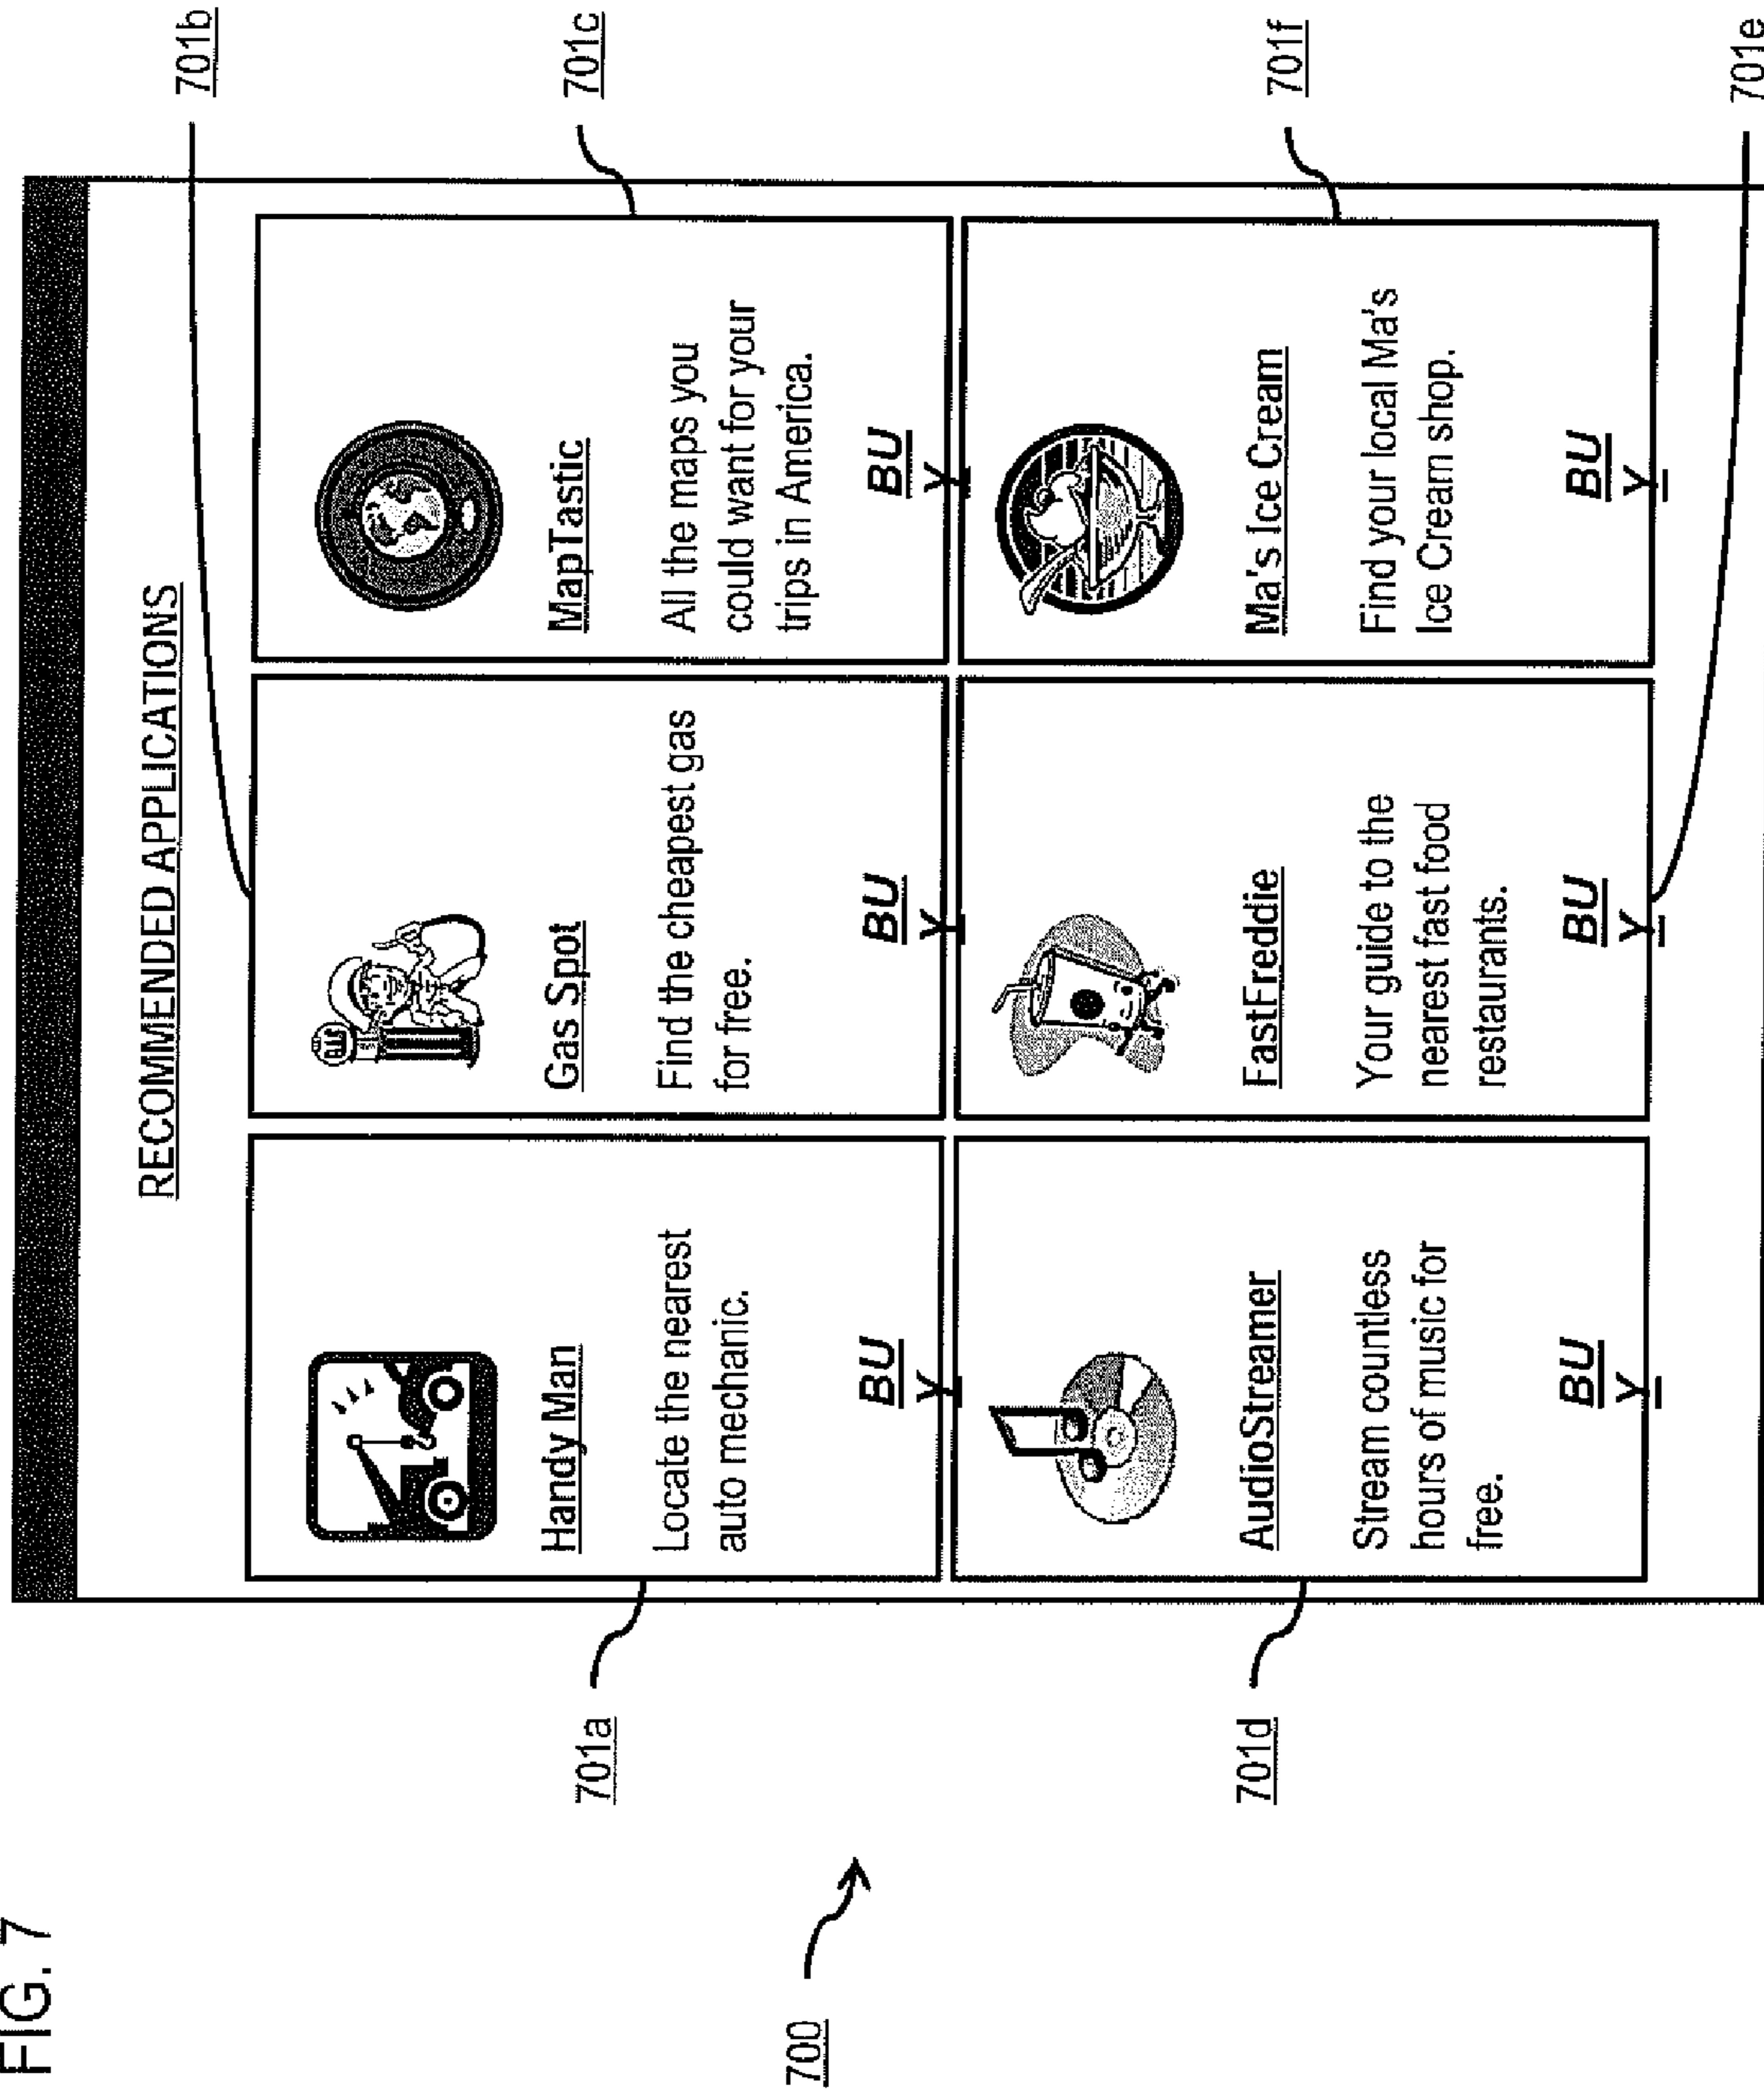 FIG. 7
700
RECOMMENDED APPLICATIONS
701a
Handy Man
Locate the nearest
auto mechanic.
BU
Y
701b
GAS
Gas Spot
Find the cheapest gas
for free.
BU
Y
701c
MapTastic
All the maps you
could want for your
trips in America.
BU
Y
701d
AudioStreamer
Stream countless
hours of music for
free.
BU
Y
701e
FastFreddie
Your guide to the
nearest fast food
restaurants.
BU
Y
701f
Ma's Ice Cream
Find your local Ma's
Ice Cream shop.
BU
Y